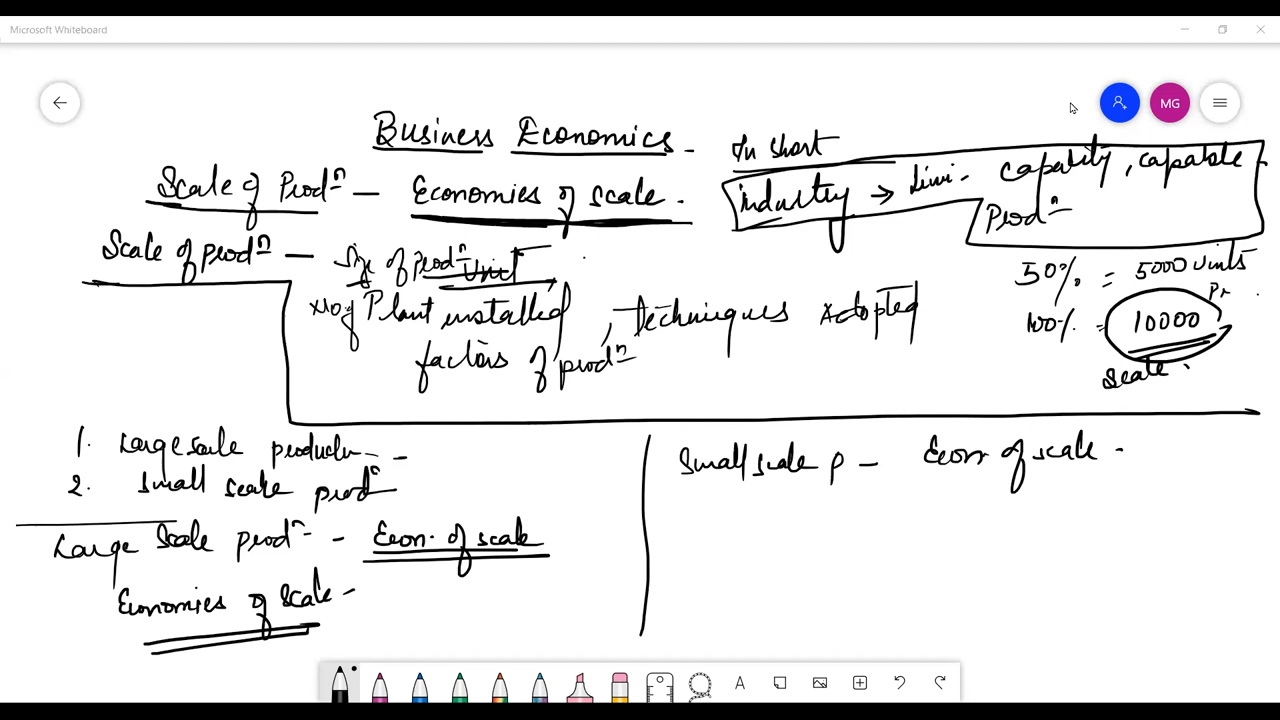 Microsoft Whiteboard
MG
Business Economics.
Scale of Prodⁿ - Economies of scale.
In short
industry → capality, capable
Prodⁿ
Scale of prodⁿ - size of prodⁿ Unit
No of Plant installed, techniques Adopted
factors of prodⁿ
50% = 5000 units
100% = 10000
Scale.
1. Large scale production -
2. Small scale prodⁿ
Large Scale prodⁿ - Econ. of scale
Economies of Scale -
Small scale p - Econ. of scale -
A